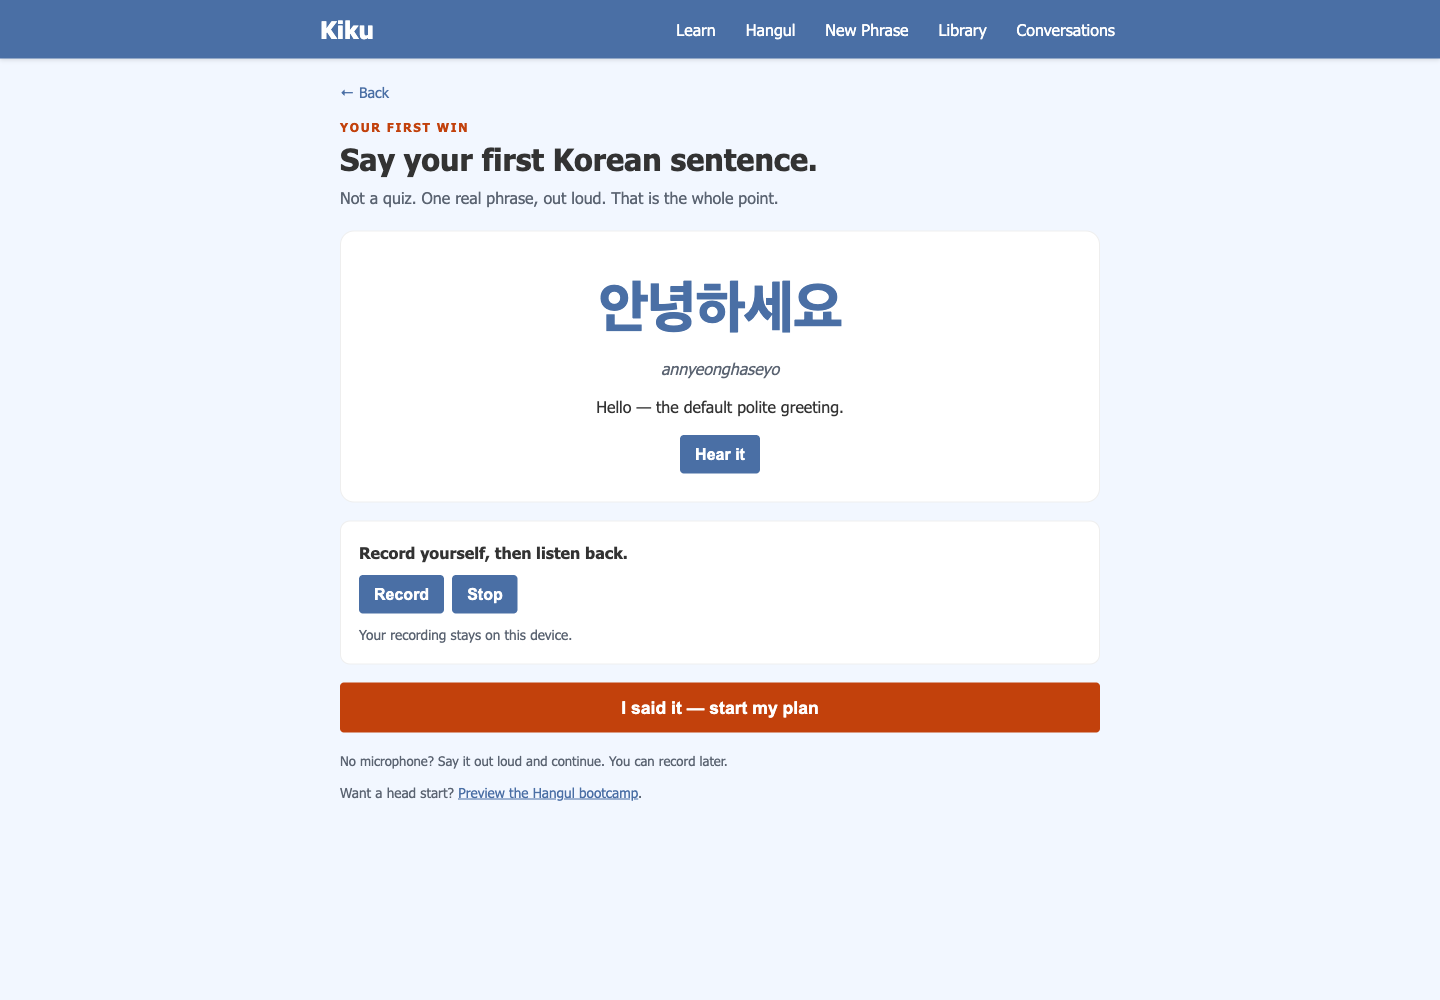 Kiku
Learn Hangul New Phrase Library Conversations
← Back
YOUR FIRST WIN
Say your first Korean sentence.
Not a quiz. One real phrase, out loud. That is the whole point.
안녕하세요
annyeonghaseyo
Hello — the default polite greeting.
Hear it
Record yourself, then listen back.
Record Stop
Your recording stays on this device.
I said it — start my plan
No microphone? Say it out loud and continue. You can record later.
Want a head start? Preview the Hangul bootcamp.